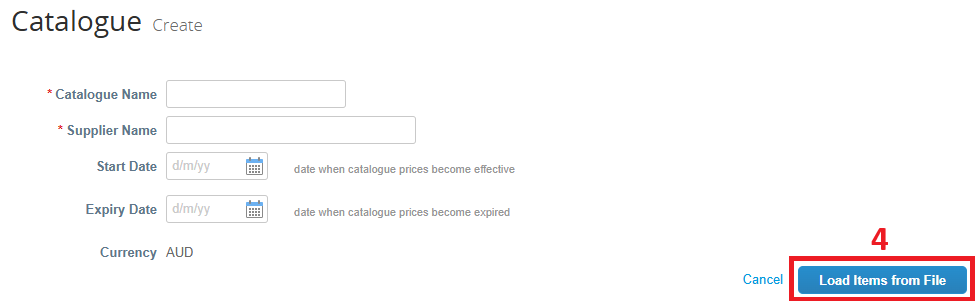 Catalogue Create
* Catalogue Name
* Supplier Name
Start Date d/m/yy date when catalogue prices become effective
Expiry Date d/m/yy date when catalogue prices become expired
Currency AUD
4
Cancel Load Items from File